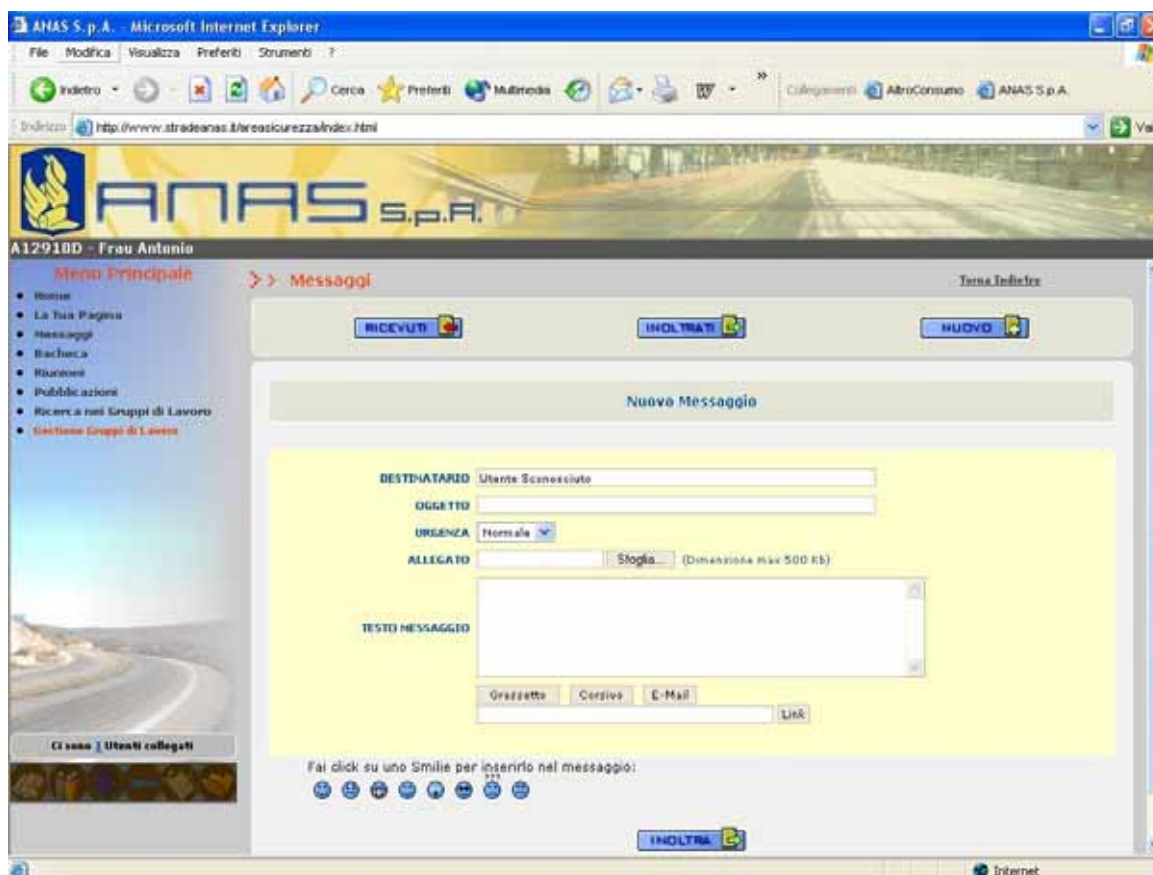 ANAS S.p.A. - Microsoft Internet Explorer
File Modifica Visualizza Preferiti Strumenti ?
Indietro Cerca Preferiti Multimedia Collegamenti AltroConsumo ANAS S.p.A.
Indirizzo http://www.stradeanas.it/areasicurezza/index.html Vai
ANAS S.p.A.
A12910D - Frau Antonio
Menu Principale
Home
La Tua Pagina
Messaggi
Bacheca
Riunioni
Pubblicazioni
Ricerca nei Gruppi di Lavoro
Gestione Gruppi di Lavoro
Ci sono 1 Utenti collegati
>> Messaggi Torna Indietro
RICEVUTI INOLTRATI NUOVO
Nuovo Messaggio
DESTINATARIO Utente Sconosciuto
OGGETTO
URGENZA Normale
ALLEGATO Sfoglia... (Dimensione max 500 Kb)
TESTO MESSAGGIO
Grassetto Corsivo E-Mail
Link
Fai click su uno Smilie per inserirlo nel messaggio:
???
INOLTRA
Internet